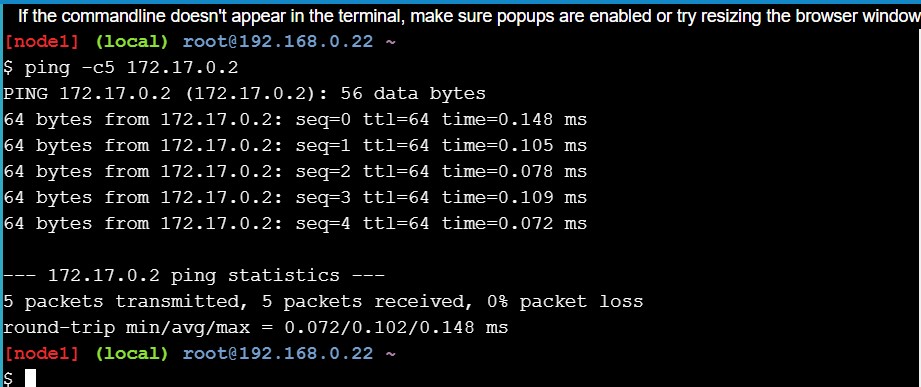 If the commandline doesn't appear in the terminal, make sure popups are enabled or try resizing the browser window
[node1] (local) root@192.168.0.22 ~
$ ping -c5 172.17.0.2
PING 172.17.0.2 (172.17.0.2): 56 data bytes
64 bytes from 172.17.0.2: seq=0 ttl=64 time=0.148 ms
64 bytes from 172.17.0.2: seq=1 ttl=64 time=0.105 ms
64 bytes from 172.17.0.2: seq=2 ttl=64 time=0.078 ms
64 bytes from 172.17.0.2: seq=3 ttl=64 time=0.109 ms
64 bytes from 172.17.0.2: seq=4 ttl=64 time=0.072 ms
--- 172.17.0.2 ping statistics ---
5 packets transmitted, 5 packets received, 0% packet loss
round-trip min/avg/max = 0.072/0.102/0.148 ms
[node1] (local) root@192.168.0.22 ~
$